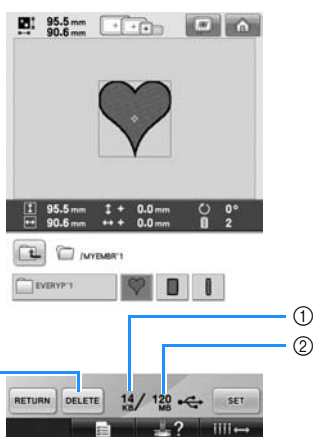 95.5 mm
90.6 mm
95.5 mm + 0.0 mm 0°
90.6 mm + 0.0 mm 2
/MYEMBR~1
EVERYP~1
①
②
RETURN DELETE 14 KB / 120 MB SET
?